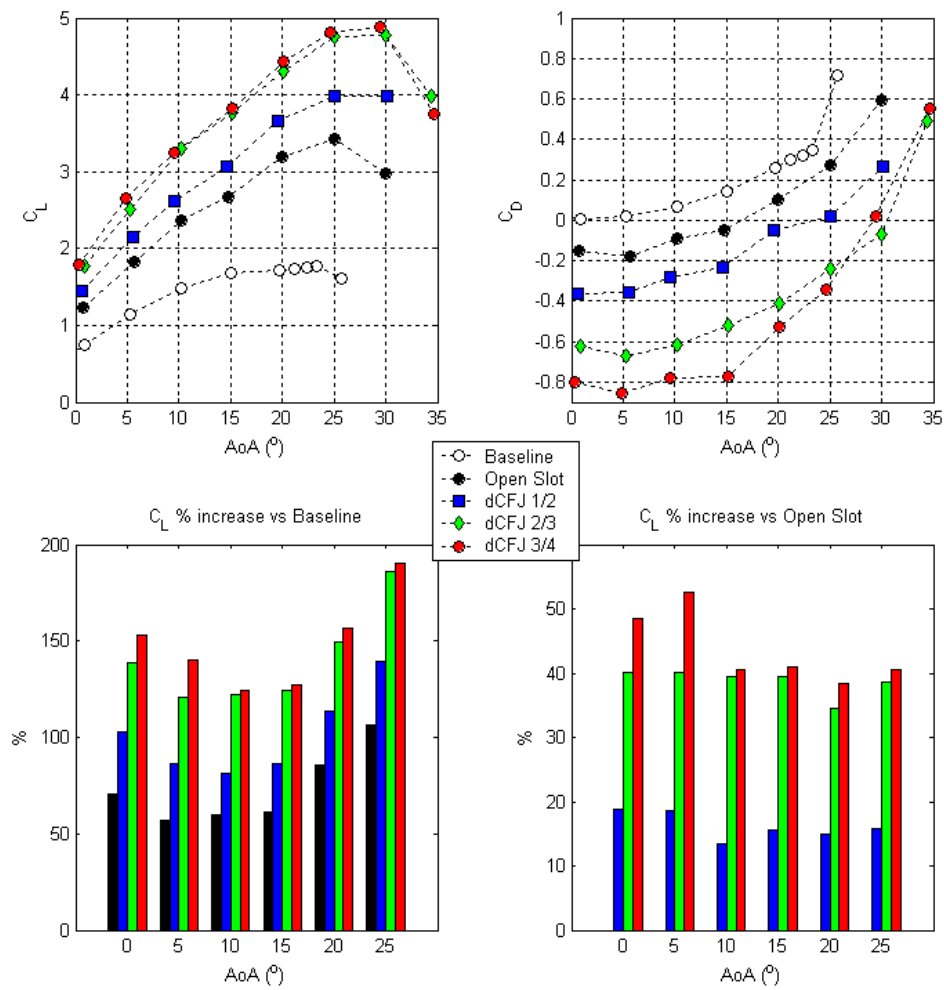 5
4
3
2
1
0
C_L
0 5 10 15 20 25 30 35
AoA (º)
1
0.8
0.6
0.4
0.2
0
-0.2
-0.4
-0.6
-0.8
C_D
0 5 10 15 20 25 30 35
AoA (º)
Baseline
Open Slot
dCFJ 1/2
dCFJ 2/3
dCFJ 3/4
C_L % increase vs Baseline
200
150
100
50
0
%
0 5 10 15 20 25
AoA (º)
C_L % increase vs Open Slot
50
40
30
20
10
0
%
0 5 10 15 20 25
AoA (º)